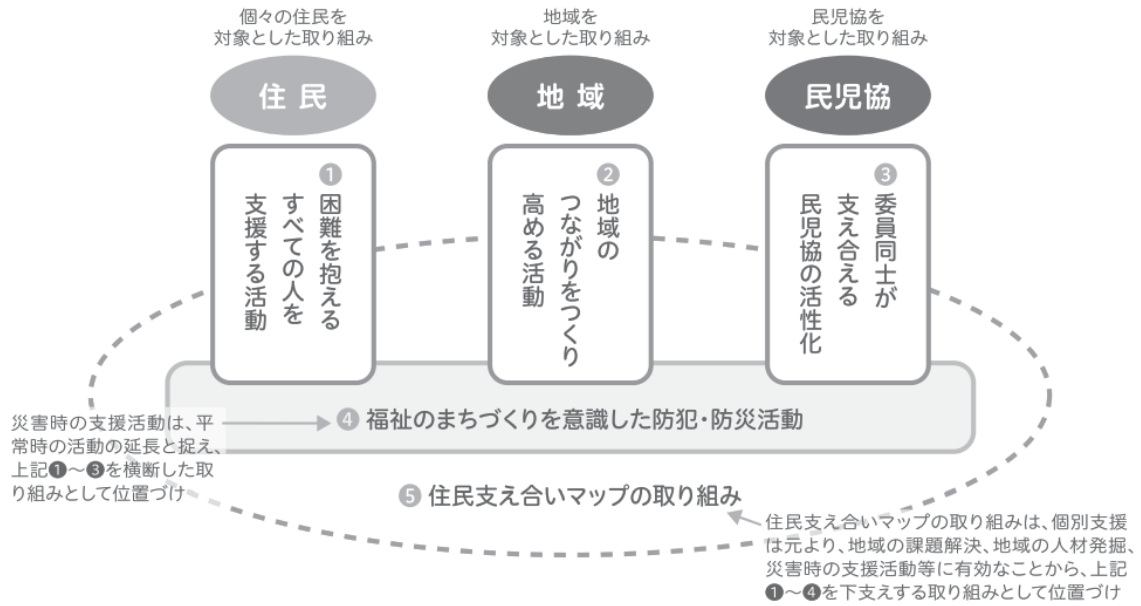 個々の住民を
対象とした取り組み
地域を
対象とした取り組み
民児協を
対象とした取り組み
住民
地域
民児協
❶困難を抱える
すべての人を
支援する活動
❷地域の
つながりをつくり
高める活動
❸委員同士が
支え合える
民児協の活性化
災害時の支援活動は、平
常時の活動の延長と捉え、
上記❶～❸を横断した取
り組みとして位置づけ
❹福祉のまちづくりを意識した防犯・防災活動
❺住民支え合いマップの取り組み
住民支え合いマップの取り組みは、個別支援
は元より、地域の課題解決、地域の人材発掘、
災害時の支援活動等に有効なことから、上記
❶～❹を下支えする取り組みとして位置づけ